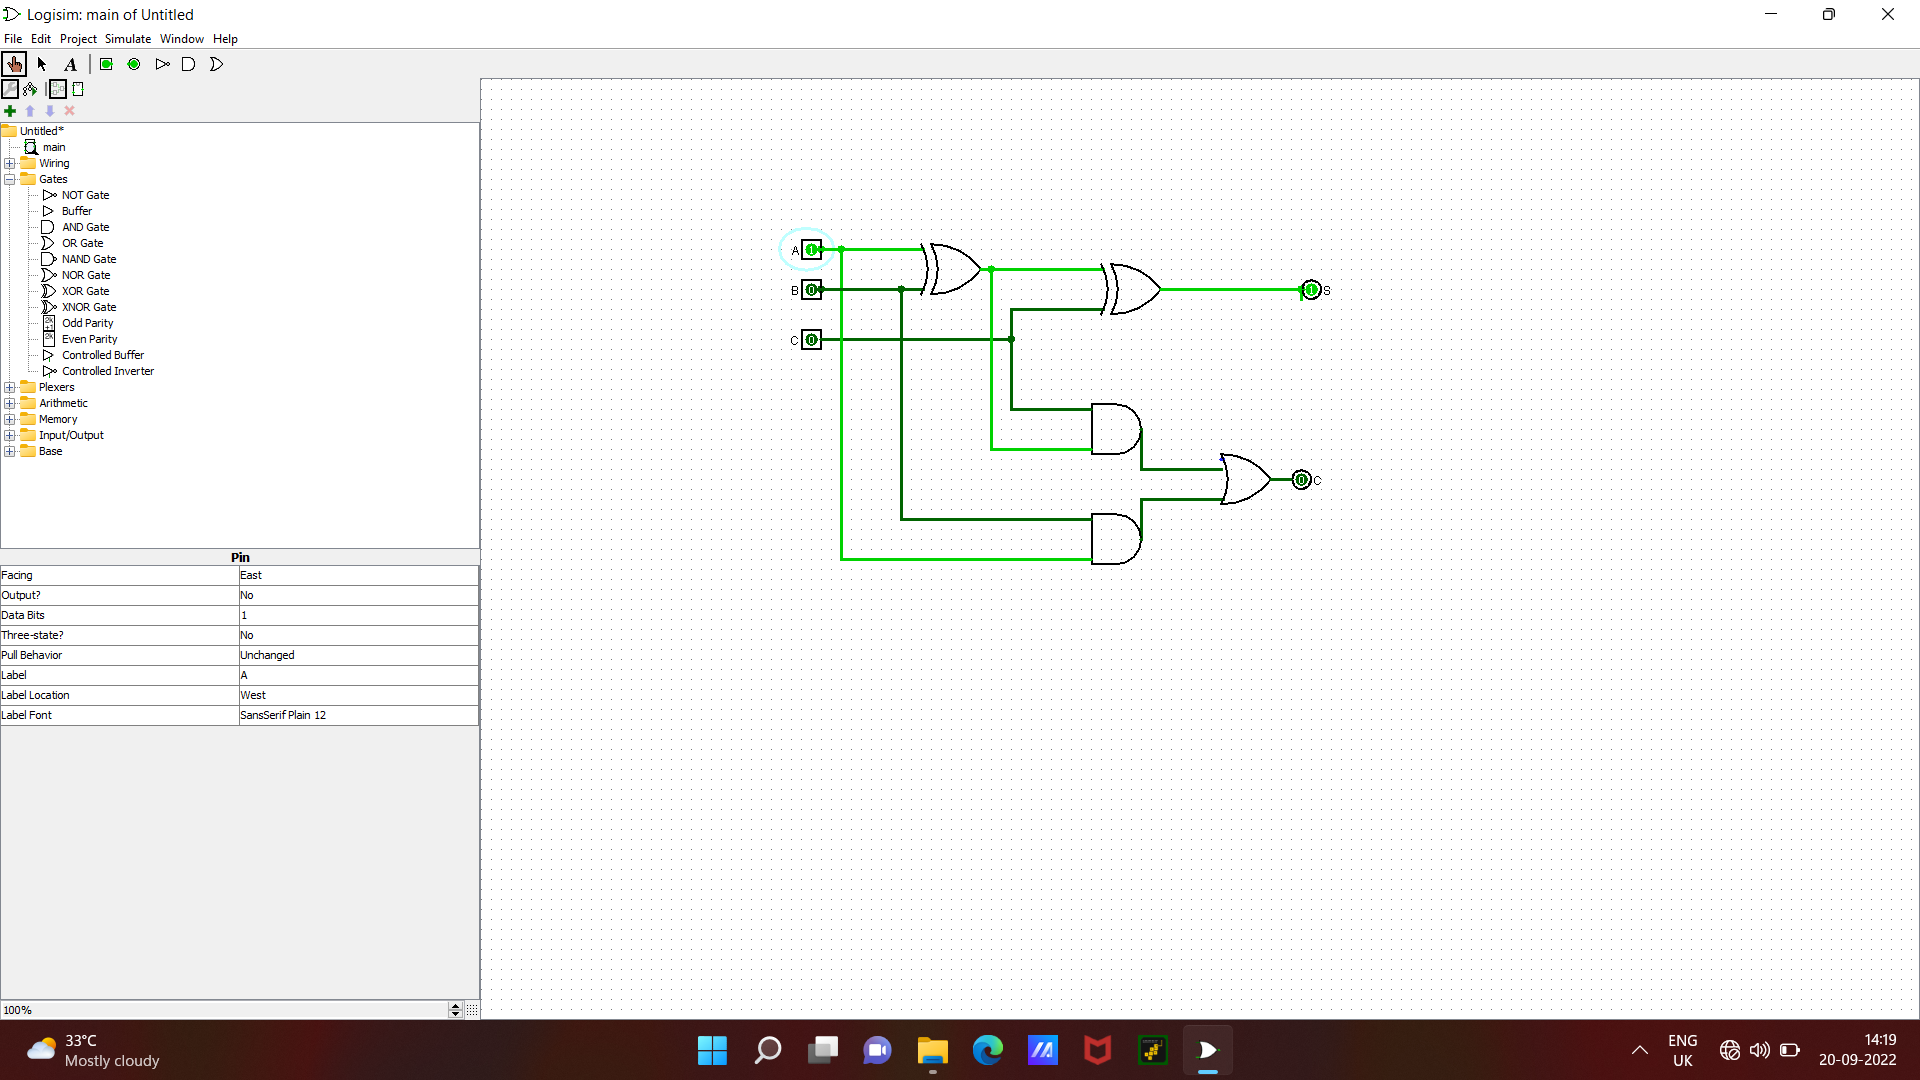 Logisim: main of Untitled
File Edit Project Simulate Window Help
A
Untitled*
main
Wiring
Gates
NOT Gate
Buffer
AND Gate
OR Gate
NAND Gate
NOR Gate
XOR Gate
XNOR Gate
Odd Parity
Even Parity
Controlled Buffer
Controlled Inverter
Plexers
Arithmetic
Memory
Input/Output
Base
Pin
Facing East
Output? No
Data Bits 1
Three-state? No
Pull Behavior Unchanged
Label A
Label Location West
Label Font SansSerif Plain 12
100%
A 1
B 0
C 0
1 S
0 C
33°C
Mostly cloudy
ENG
UK
14:19
20-09-2022